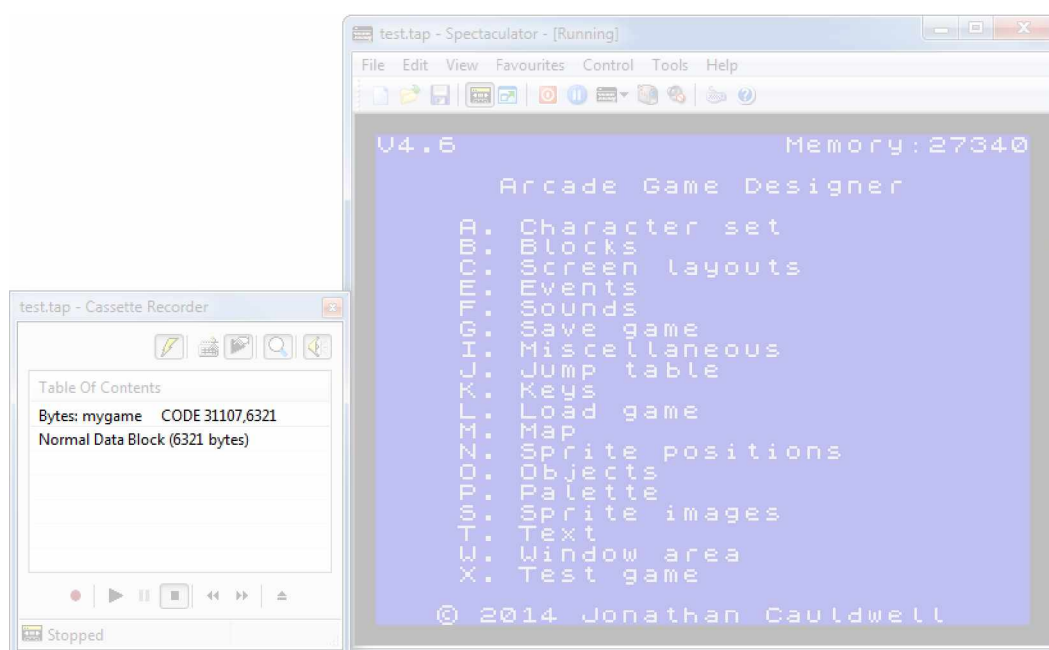 test.tap - Spectaculator - [Running]
File Edit View Favourites Control Tools Help
V4.6 Memory:27340
Arcade Game Designer
A. Character set
B. Blocks
C. Screen layouts
E. Events
F. Sounds
G. Save game
I. Miscellaneous
J. Jump table
K. Keys
L. Load game
M. Map
N. Sprite positions
O. Objects
P. Palette
S. Sprite images
T. Text
W. Window area
X. Test game
© 2014 Jonathan Cauldwell
test.tap - Cassette Recorder
Table Of Contents
Bytes: mygame CODE 31107,6321
Normal Data Block (6321 bytes)
Stopped